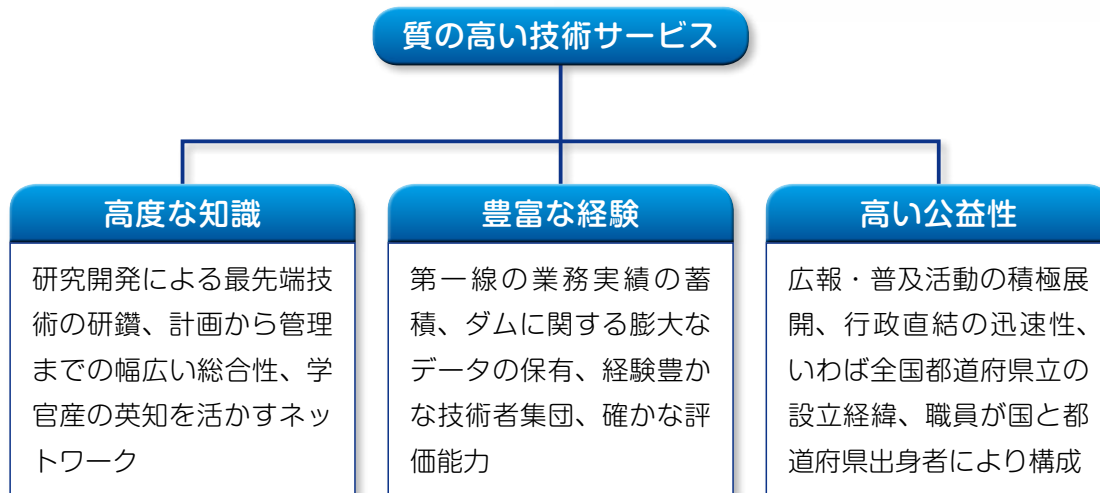 質の高い技術サービス
高度な知識
研究開発による最先端技
術の研鑽、計画から管理
までの幅広い総合性、学
官産の英知を活かすネッ
トワーク
豊富な経験
第一線の業務実績の蓄
積、ダムに関する膨大な
データの保有、経験豊か
な技術者集団、確かな評
価能力
高い公益性
広報・普及活動の積極展
開、行政直結の迅速性、
いわば全国都道府県立の
設立経緯、職員が国と都
道府県出身者により構成